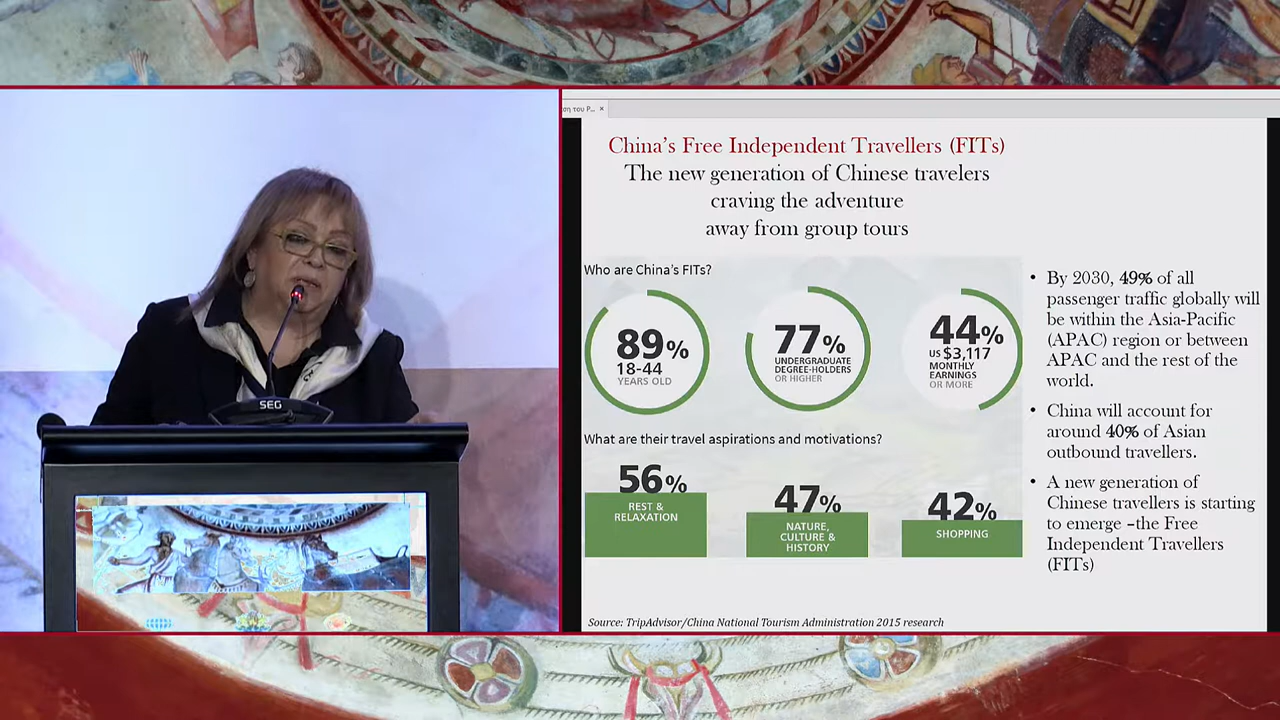 SEG
ση του P... ×
China's Free Independent Travellers (FITs)
The new generation of Chinese travelers
craving the adventure
away from group tours
Who are China's FITs?
89%
18-44
YEARS OLD
77%
UNDERGRADUATE
DEGREE-HOLDERS
OR HIGHER
44%
US $3,117
MONTHLY
EARNINGS
OR MORE
What are their travel aspirations and motivations?
56%
REST &
RELAXATION
47%
NATURE,
CULTURE &
HISTORY
42%
SHOPPING
• By 2030, 49% of all
passenger traffic globally will
be within the Asia-Pacific
(APAC) region or between
APAC and the rest of the
world.
• China will account for
around 40% of Asian
outbound travellers.
• A new generation of
Chinese travellers is starting
to emerge –the Free
Independent Travellers
(FITs)
Source: TripAdvisor/China National Tourism Administration 2015 research